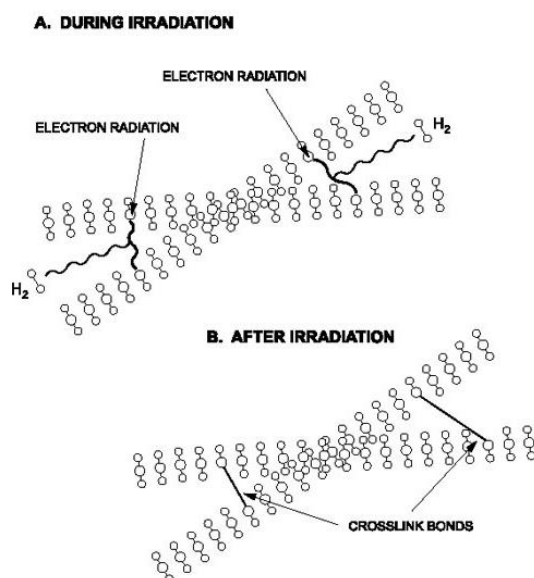 A. DURING IRRADIATION
ELECTRON RADIATION
H2
ELECTRON RADIATION
H2
B. AFTER IRRADIATION
CROSSLINK BONDS